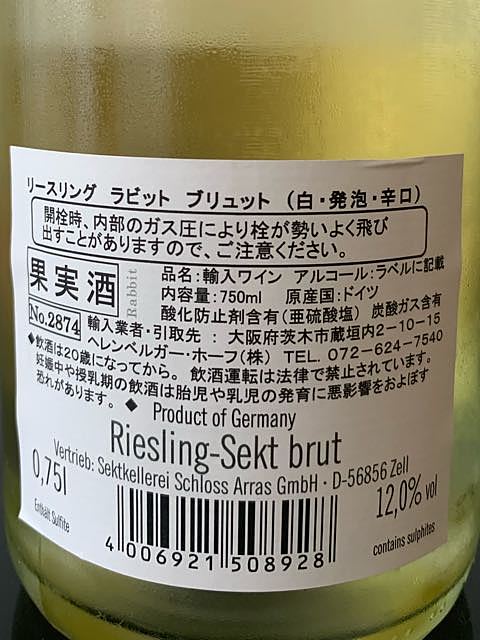 リースリング ラビット ブリュット （白・発泡・辛口）
開栓時、内部のガス圧により栓が勢いよく飛び
出すことがありますので、ご注意ください。
果実酒
Rabbit
品名：輸入ワイン アルコール：ラベルに記載
内容量：750ml 原産国：ドイツ
酸化防止剤含有（亜硫酸塩） 炭酸ガス含有
No.2874
輸入業者・引取先 ： 大阪府茨木市蔵垣内2-10-15
ヘレンベルガー・ホーフ（株） TEL. 072-624-7540
◆飲酒は20歳になってから。 飲酒運転は法律で禁止されています。
妊娠中や授乳期の飲酒は胎児や乳児の発育に悪影響をおよぼす
恐れがあります。 ◆
Product of Germany
Riesling-Sekt brut
Vertrieb: Sektkellerei Schloss Arras GmbH · D-56856 Zell
0,75l
12,0% vol
Enthält Sulfite
contains sulphites
4 006921 508928